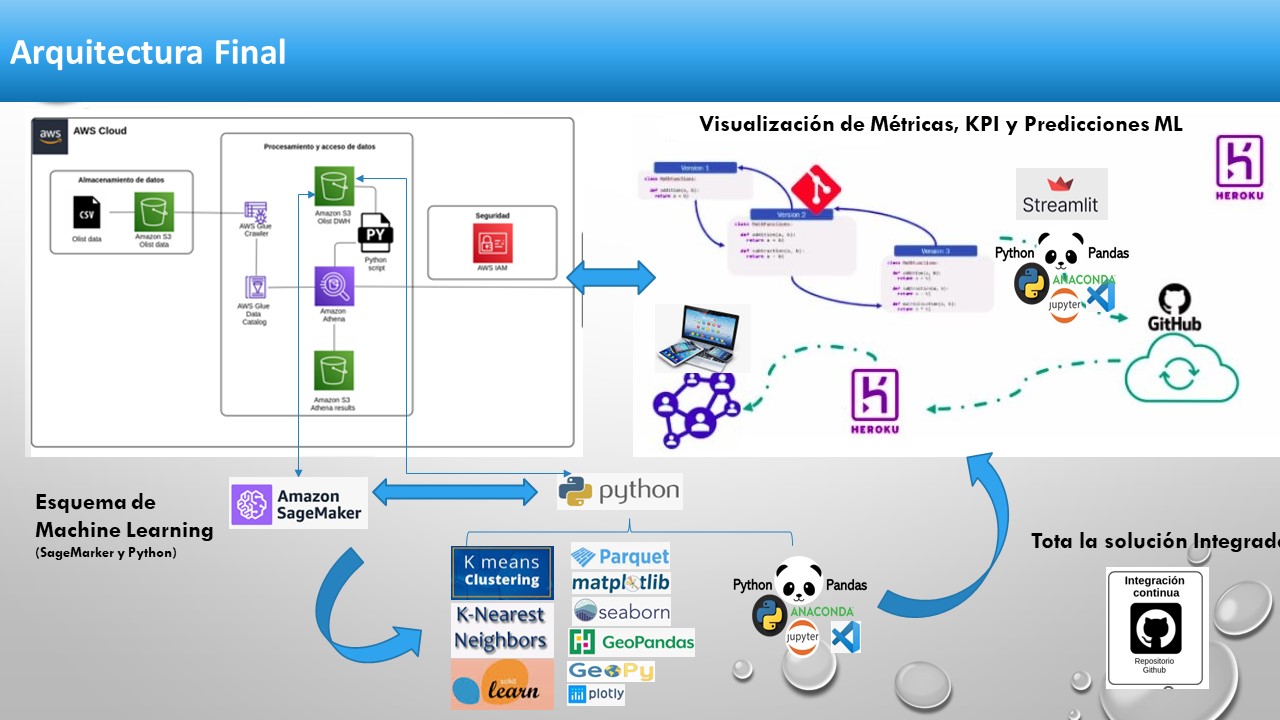 Arquitectura Final
aws
AWS Cloud
Almacenamiento de datos
CSV
Olist data
Amazon S3
Olist data
Procesamiento y acceso de datos
AWS Glue
Crawler
Amazon S3
Olist DWH
PY
Python
script
AWS Glue
Data
Catalog
Amazon
Athena
Amazon S3
Athena results
Seguridad
AWS IAM
Visualización de Métricas, KPI y Predicciones ML
Version 1
Version 2
Version 3
Streamlit
HEROKU
Python
Pandas
ANACONDA
jupyter
GitHub
HEROKU
Esquema de
Machine Learning
(SageMarker y Python)
Amazon
SageMaker
python
K means
Clustering
K-Nearest
Neighbors
learn
Parquet
matplotlib
seaborn
GeoPandas
GeoPy
plotly
Python
Pandas
ANACONDA
jupyter
Tota la solución Integrada
Integración
continua
Repositorio
Github